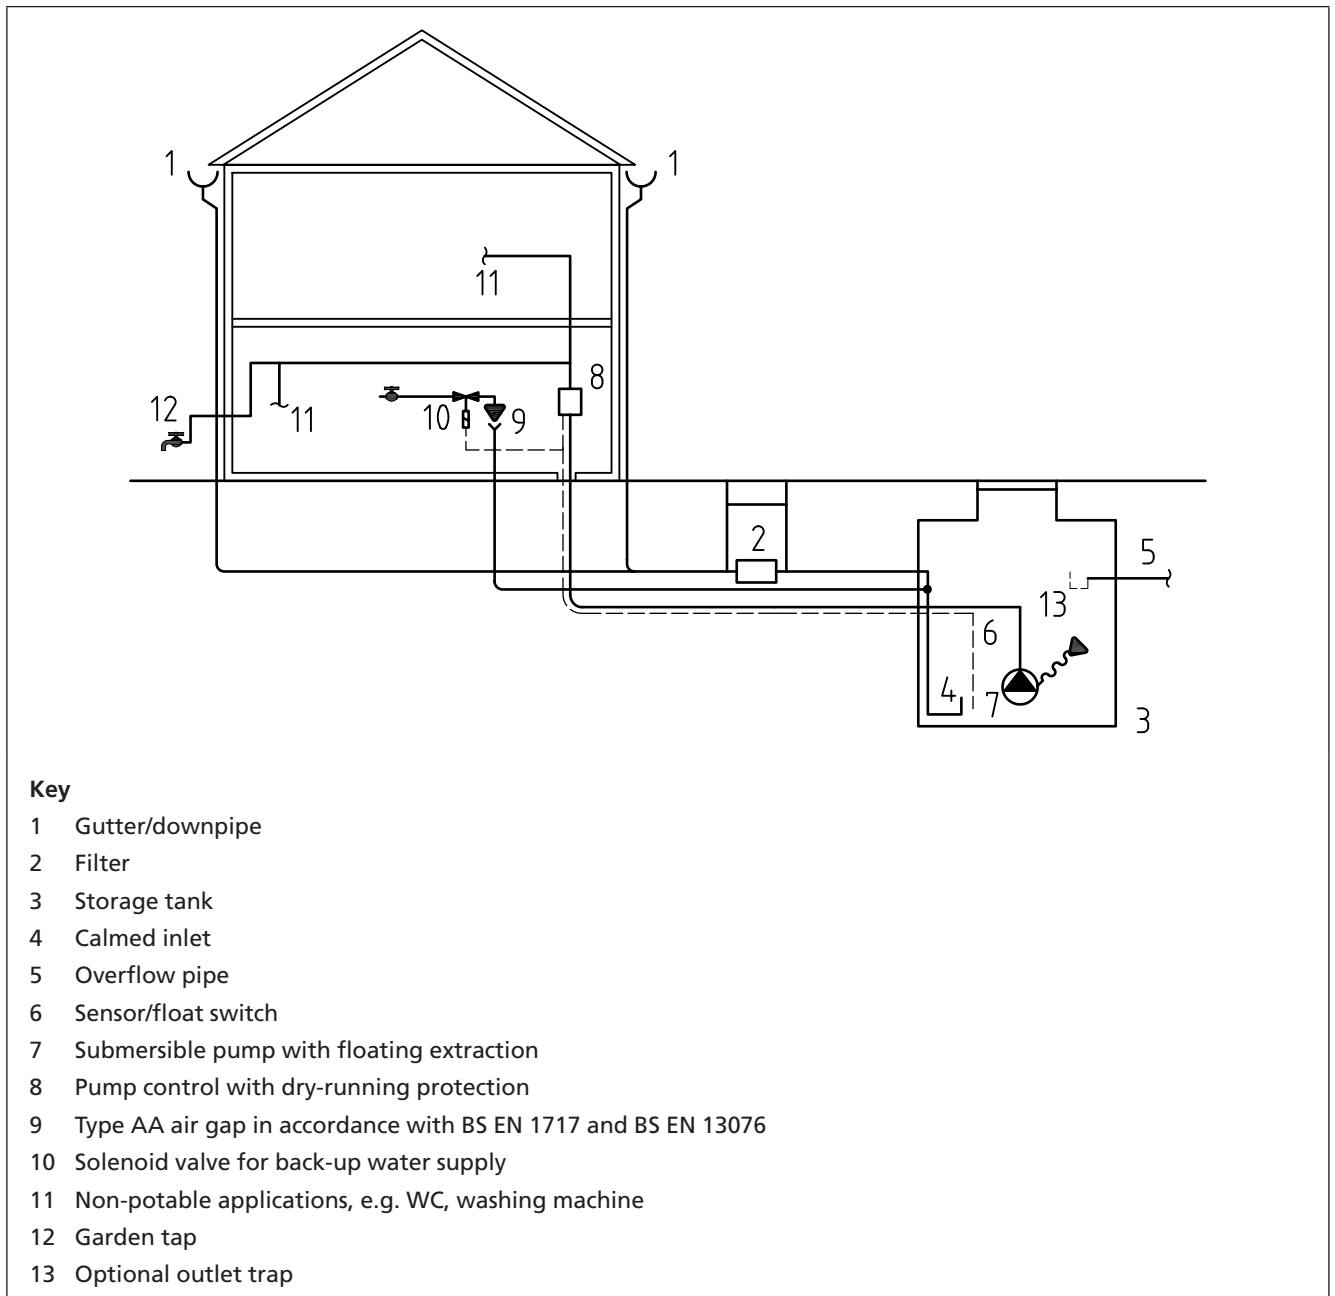 1
1
11
8
12
11
10
9
2
5
13
6
4
7
3
Key
1 Gutter/downpipe
2 Filter
3 Storage tank
4 Calmed inlet
5 Overflow pipe
6 Sensor/float switch
7 Submersible pump with floating extraction
8 Pump control with dry-running protection
9 Type AA air gap in accordance with BS EN 1717 and BS EN 13076
10 Solenoid valve for back-up water supply
11 Non-potable applications, e.g. WC, washing machine
12 Garden tap
13 Optional outlet trap